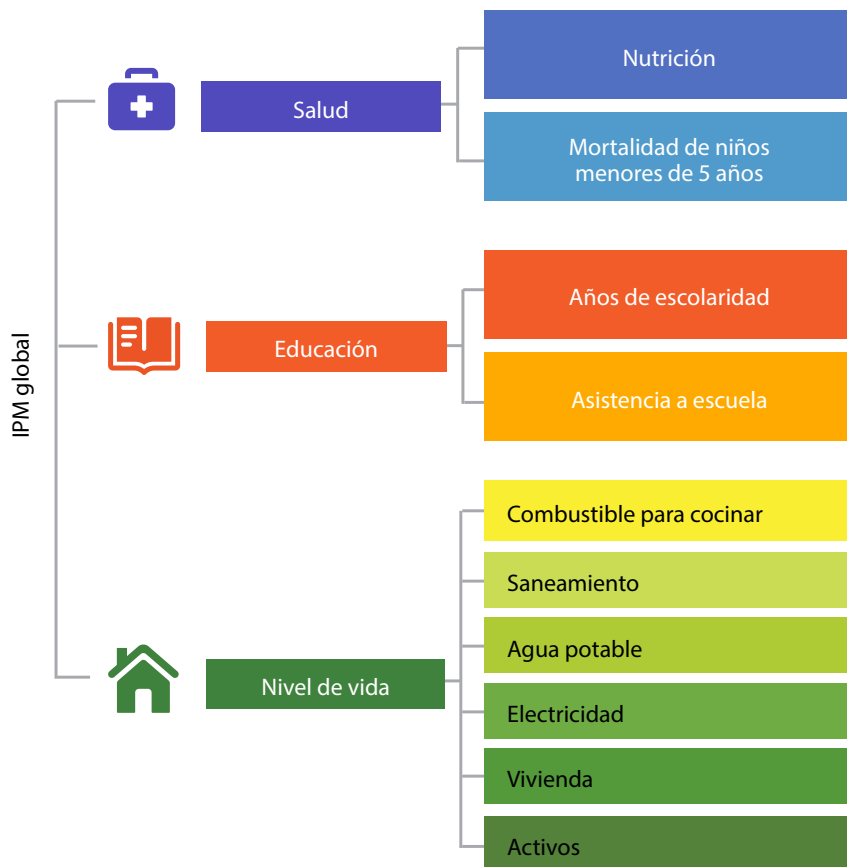 IPM global
Salud
Nutrición
Mortalidad de niños
menores de 5 años
Educación
Años de escolaridad
Asistencia a escuela
Nivel de vida
Combustible para cocinar
Saneamiento
Agua potable
Electricidad
Vivienda
Activos